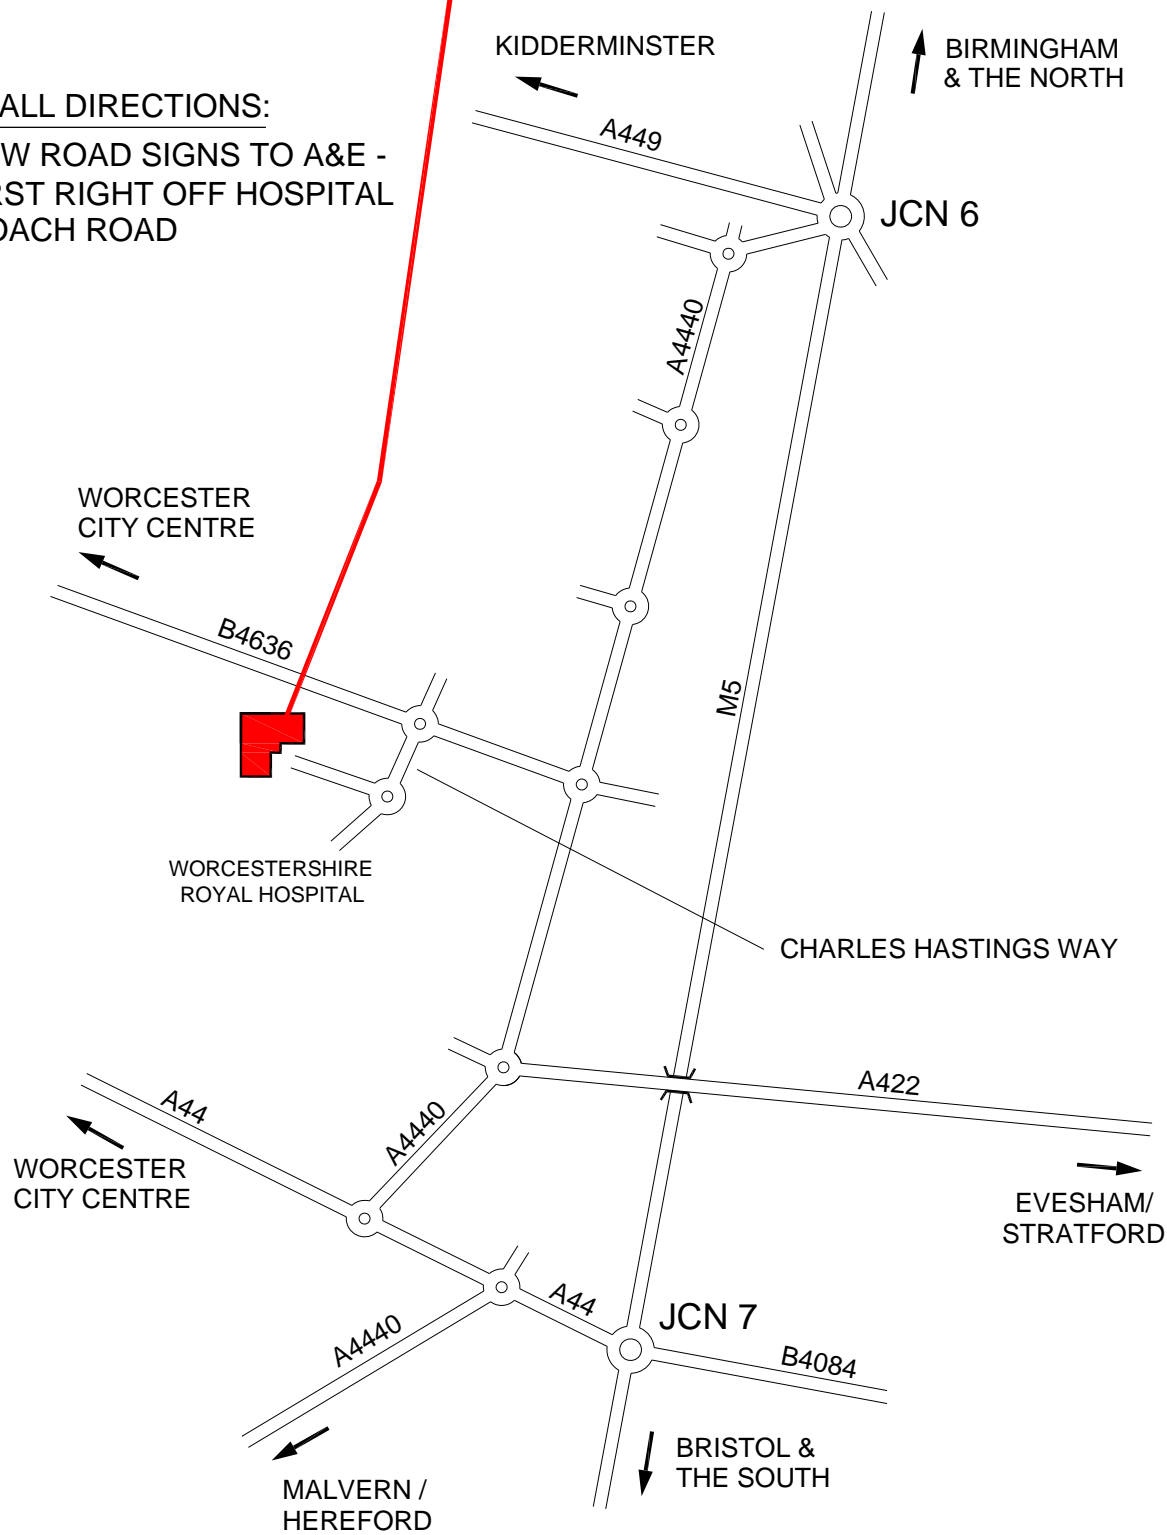 KIDDERMINSTER
BIRMINGHAM
& THE NORTH
ALL DIRECTIONS:
W ROAD SIGNS TO A&E -
RST RIGHT OFF HOSPITAL
OACH ROAD
A449
JCN 6
A4440
WORCESTER
CITY CENTRE
B4636
M5
WORCESTERSHIRE
ROYAL HOSPITAL
CHARLES HASTINGS WAY
A422
A44
A4440
WORCESTER
CITY CENTRE
EVESHAM/
STRATFORD
A44
JCN 7
A4440
B4084
BRISTOL &
THE SOUTH
MALVERN /
HEREFORD